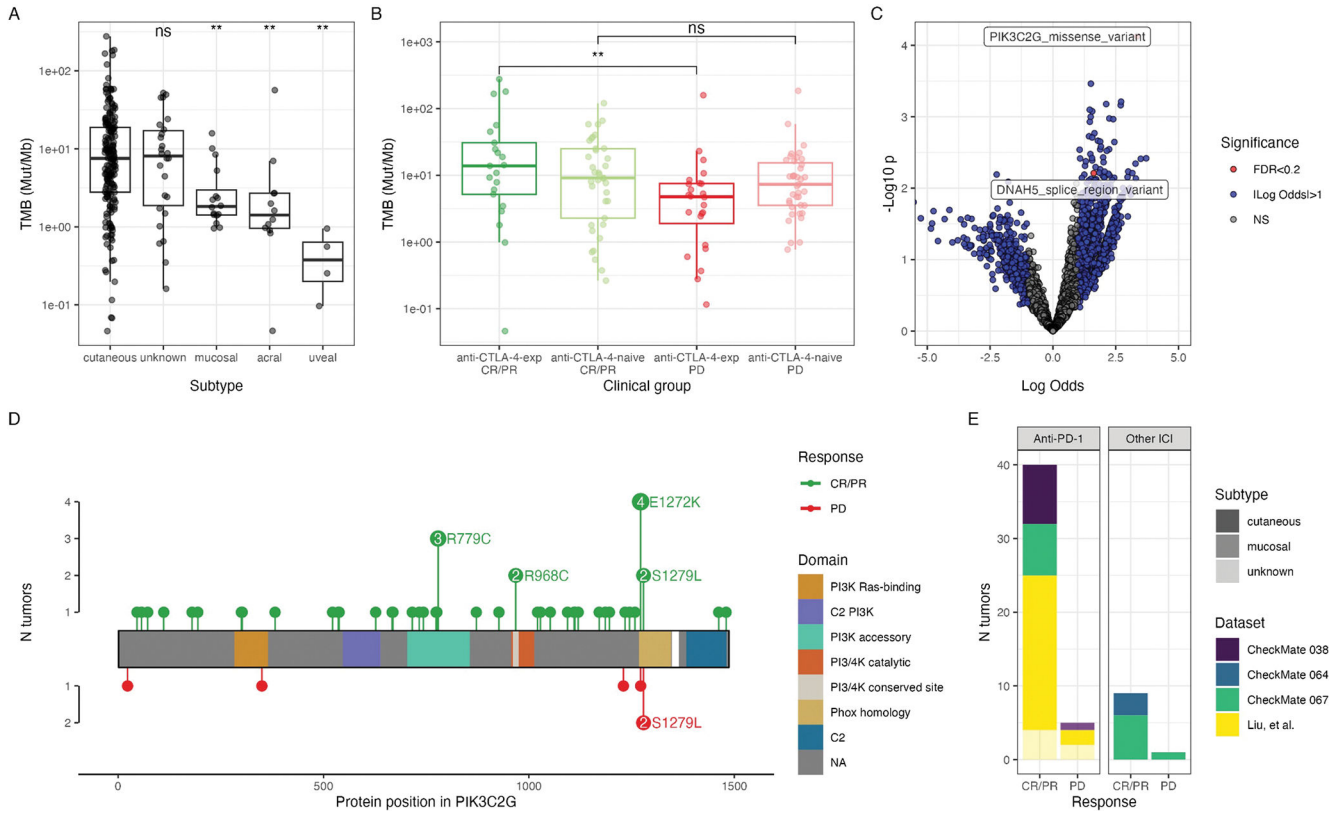 A
TMB (Mut/Mb)
1e+02
1e+01
1e+00
1e-01
ns
**
**
**
cutaneous
unknown
mucosal
acral
uveal
Subtype
B
TMB (Mut/Mb)
1e+03
1e+02
1e+01
1e+00
1e-01
ns
**
anti-CTLA-4-exp
CR/PR
anti-CTLA-4-naive
CR/PR
anti-CTLA-4-exp
PD
anti-CTLA-4-naive
PD
Clinical group
C
-Log10 p
4
3
2
1
0
PIK3C2G_missense_variant
DNAH5_splice_region_variant
-5.0
-2.5
0.0
2.5
5.0
Log Odds
Significance
FDR<0.2
ILog OddsI>1
NS
D
N tumors
4
3
2
1
1
2
E1272K
4
R779C
3
R968C
2
S1279L
2
S1279L
2
0
500
1000
1500
Protein position in PIK3C2G
Response
CR/PR
PD
Domain
PI3K Ras-binding
C2 PI3K
PI3K accessory
PI3/4K catalytic
PI3/4K conserved site
Phox homology
C2
NA
E
Anti-PD-1
Other ICI
N tumors
40
30
20
10
0
CR/PR
PD
CR/PR
PD
Response
Subtype
cutaneous
mucosal
unknown
Dataset
CheckMate 038
CheckMate 064
CheckMate 067
Liu, et al.